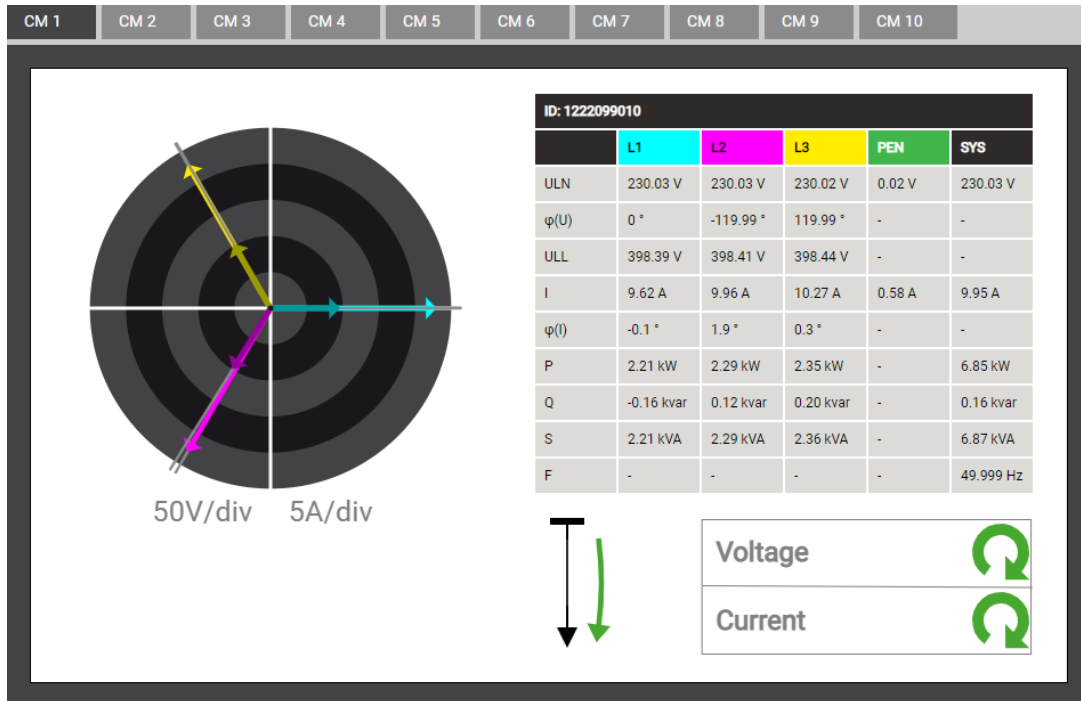 CM 1 CM 2 CM 3 CM 4 CM 5 CM 6 CM 7 CM 8 CM 9 CM 10
ID: 1222099010
L1 L2 L3 PEN SYS
ULN 230.03 V 230.03 V 230.02 V 0.02 V 230.03 V
φ(U) 0 ° -119.99 ° 119.99 ° - -
ULL 398.39 V 398.41 V 398.44 V - -
I 9.62 A 9.96 A 10.27 A 0.58 A 9.95 A
φ(I) -0.1 ° 1.9 ° 0.3 ° - -
P 2.21 kW 2.29 kW 2.35 kW - 6.85 kW
Q -0.16 kvar 0.12 kvar 0.20 kvar - 0.16 kvar
S 2.21 kVA 2.29 kVA 2.36 kVA - 6.87 kVA
F - - - - 49.999 Hz
50V/div 5A/div
Voltage
Current